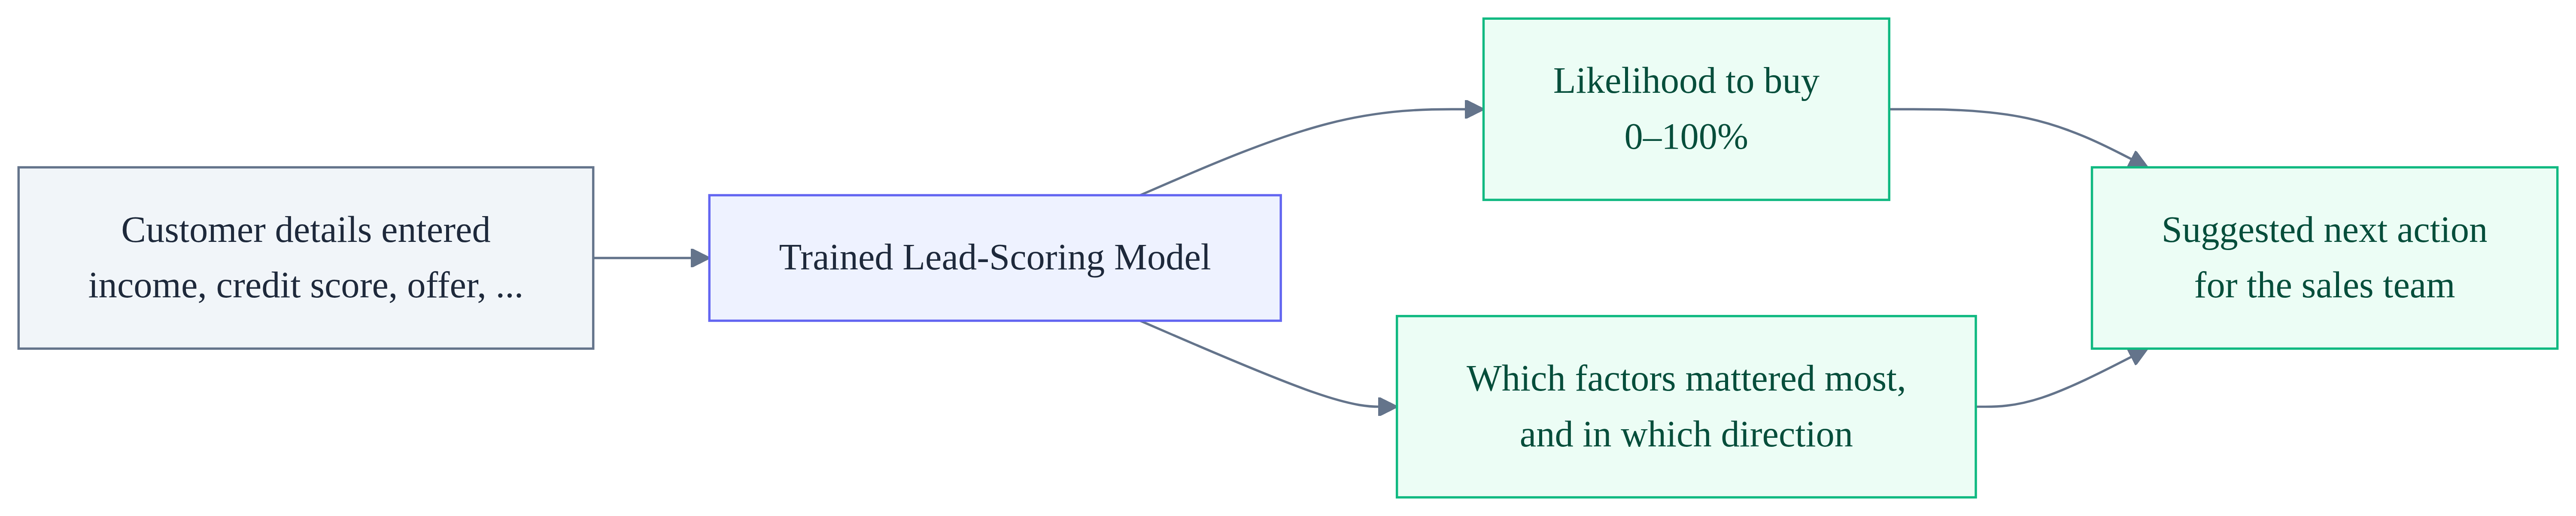 Customer details entered
income, credit score, offer, ...
Trained Lead-Scoring Model
Likelihood to buy
0–100%
Which factors mattered most,
and in which direction
Suggested next action
for the sales team